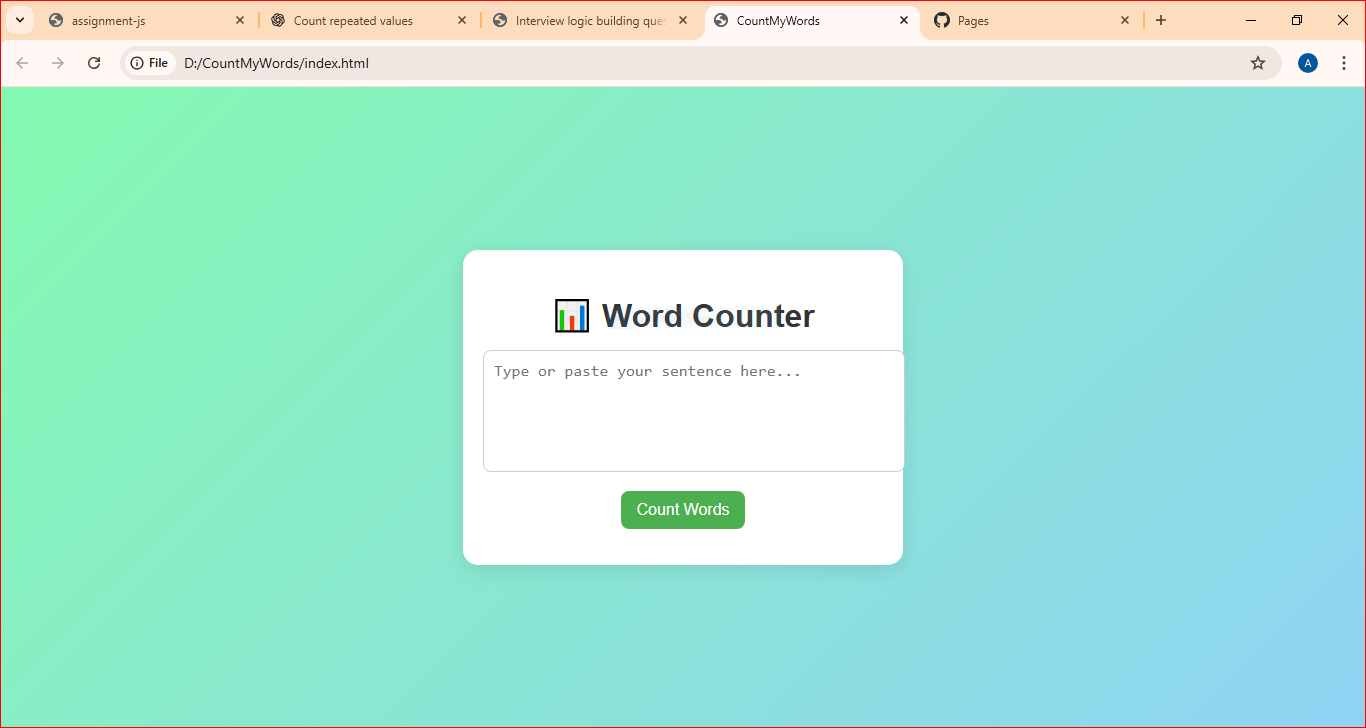 assignment-js
Count repeated values
Interview logic building que
CountMyWords
Pages
File
D:/CountMyWords/index.html
A
Word Counter
Type or paste your sentence here...
Count Words